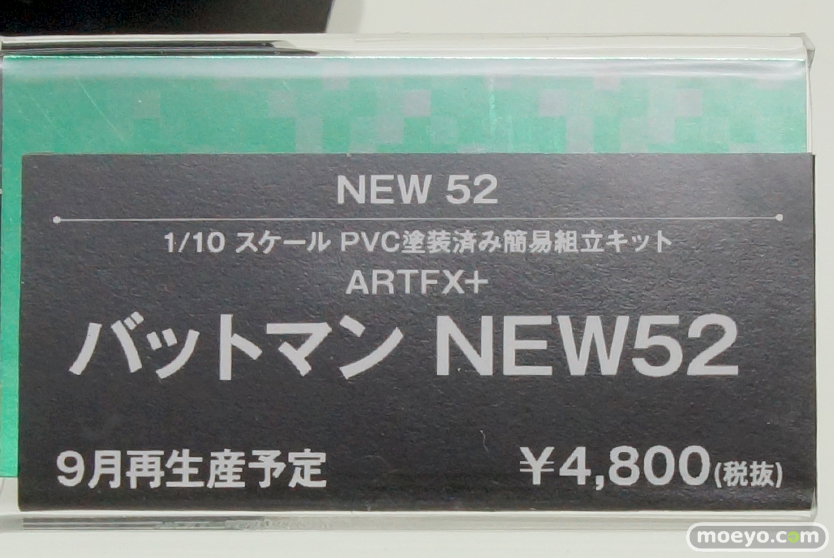 NEW 52
1/10 スケール PVC塗装済み簡易組立キット
ARTFX+
バットマン NEW52
9月再生産予定 ¥4,800(税抜)
moeyo.com